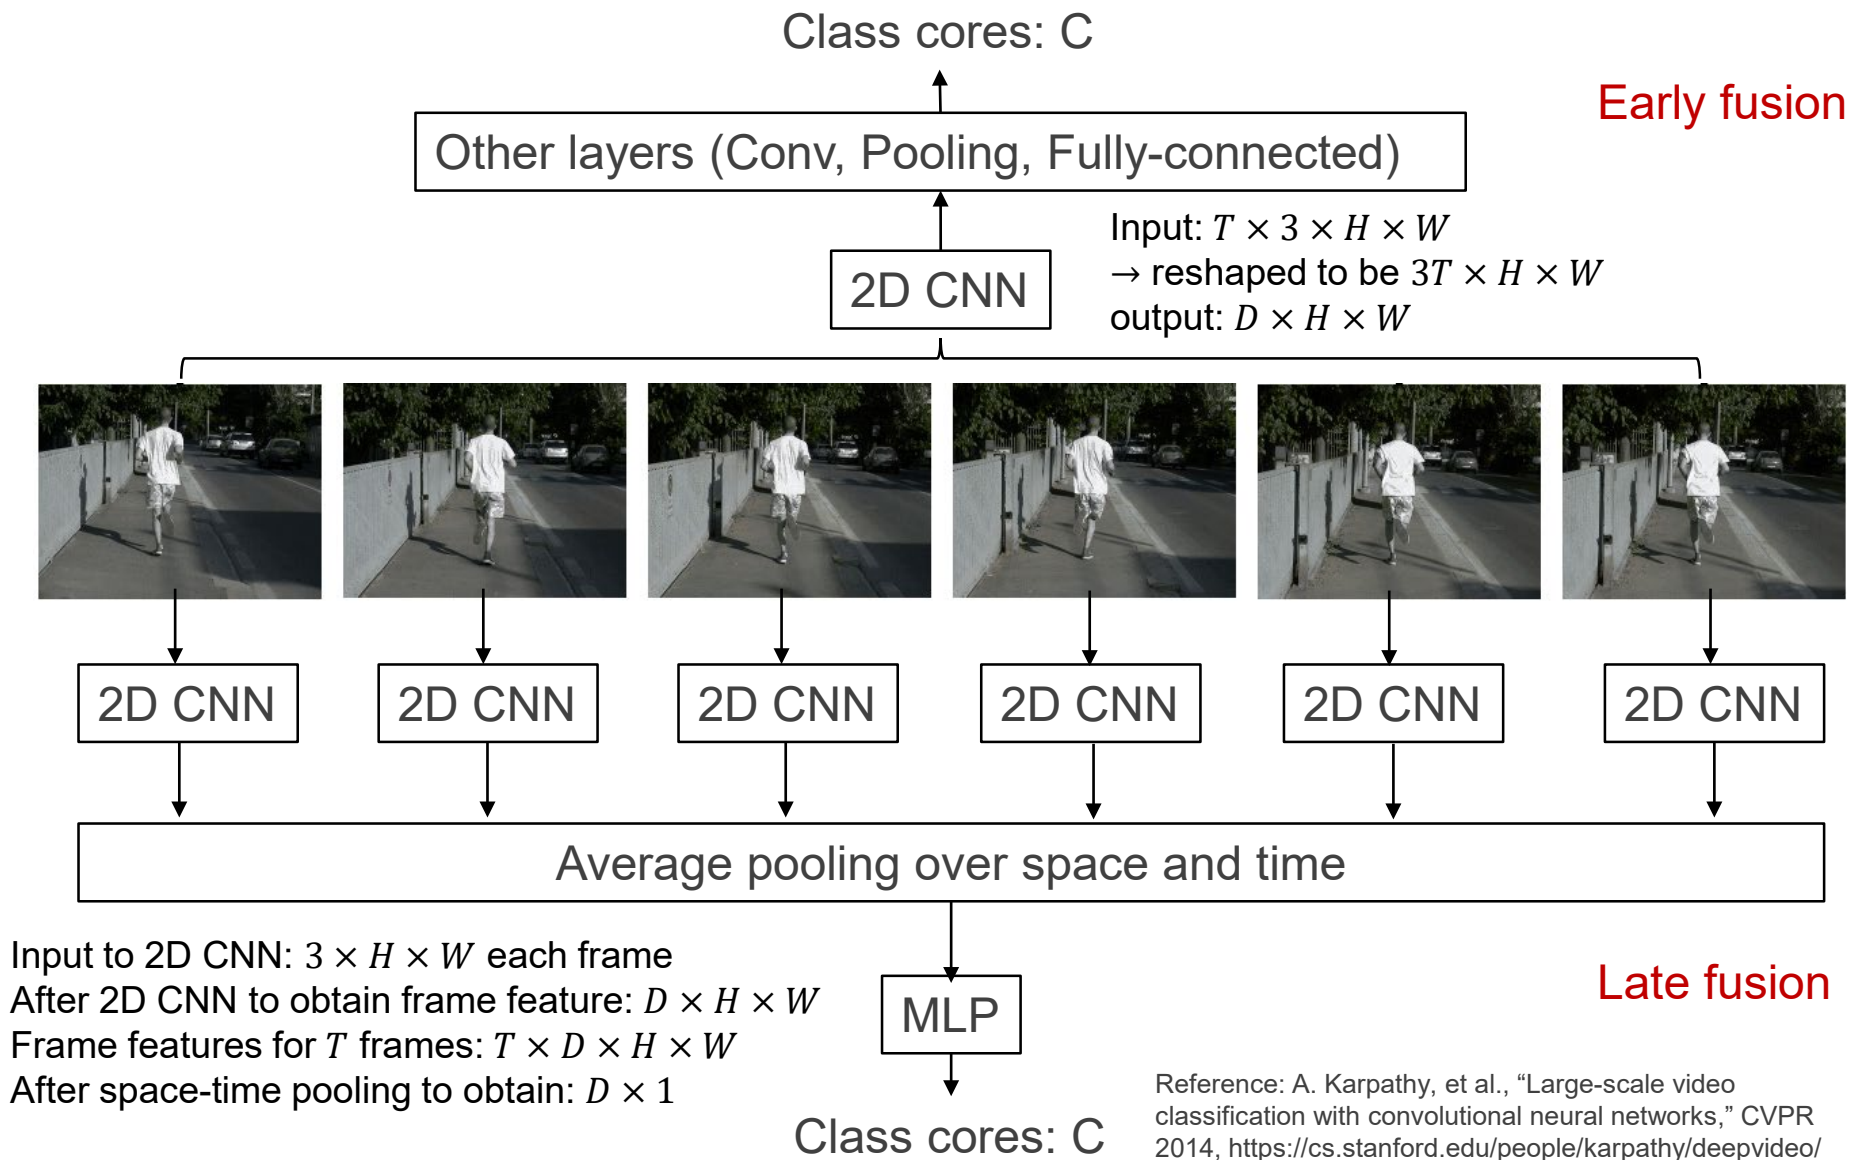 Class cores: C
Early fusion
Other layers (Conv, Pooling, Fully-connected)
Input: T × 3 × H × W
→ reshaped to be 3T × H × W
output: D × H × W
2D CNN
2D CNN
2D CNN
2D CNN
2D CNN
2D CNN
2D CNN
Average pooling over space and time
Input to 2D CNN: 3 × H × W each frame
After 2D CNN to obtain frame feature: D × H × W
Frame features for T frames: T × D × H × W
After space-time pooling to obtain: D × 1
MLP
Late fusion
Class cores: C
Reference: A. Karpathy, et al., “Large-scale video
classification with convolutional neural networks,” CVPR
2014, https://cs.stanford.edu/people/karpathy/deepvideo/